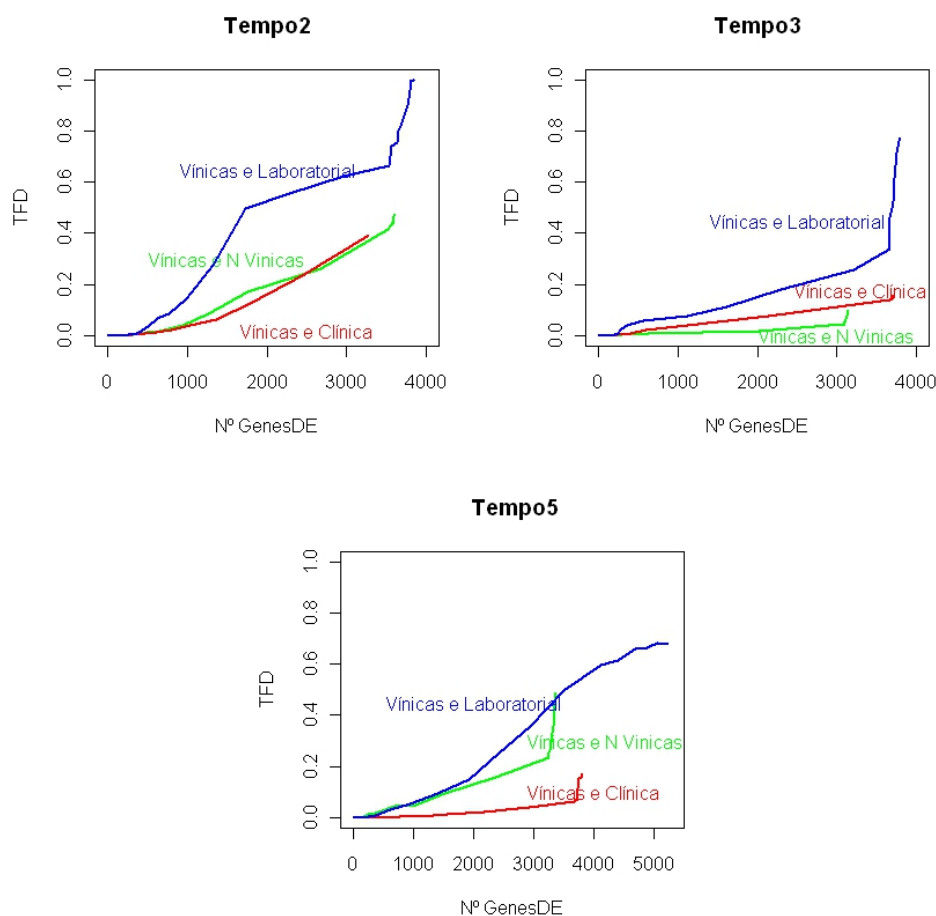 Tempo2
TFD
1.0
0.8
0.6
0.4
0.2
0.0
Vínicas e Laboratorial
Vínicas e N Vinicas
Vínicas e Clínica
0 1000 2000 3000 4000
Nº GenesDE
Tempo3
TFD
1.0
0.8
0.6
0.4
0.2
0.0
Vínicas e Laboratorial
Vínicas e Clínica
Vínicas e N Vinicas
0 1000 2000 3000 4000
Nº GenesDE
Tempo5
TFD
1.0
0.8
0.6
0.4
0.2
0.0
Vínicas e Laboratorial
Vínicas e N Vinicas
Vínicas e Clínica
0 1000 2000 3000 4000 5000
Nº GenesDE